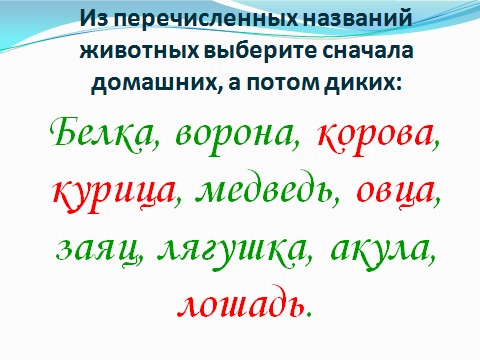 Из перечисленных названий
животных выберите сначала
домашних, а потом диких:
Белка, ворона, корова,
курица, медведь, овца,
заяц, лягушка, акула,
лошадь.